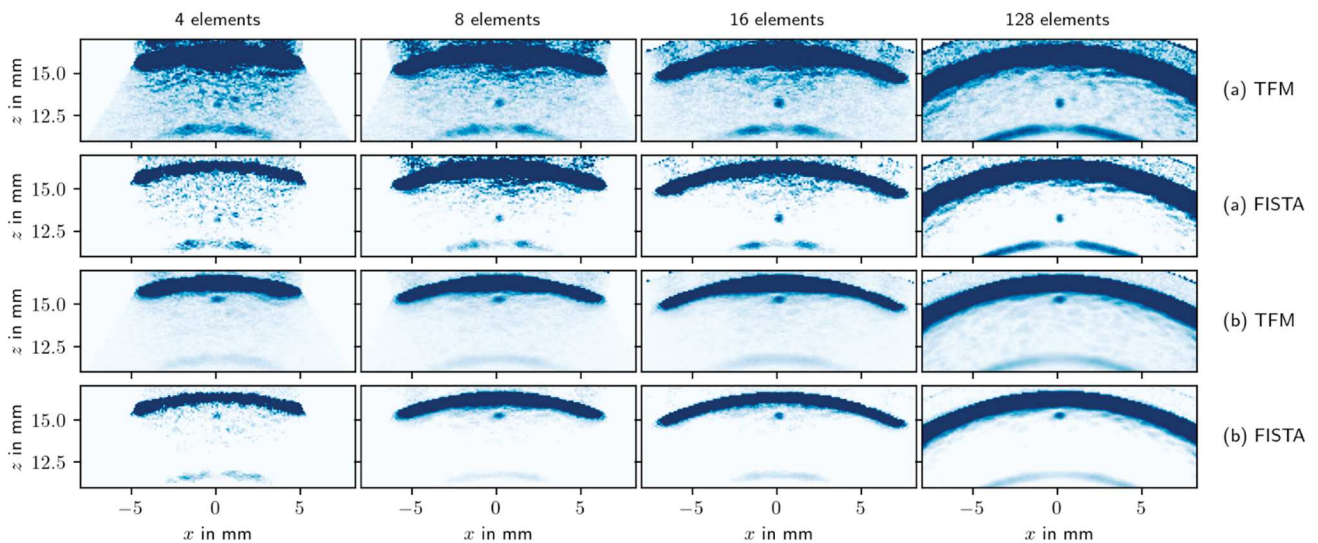 4 elements 8 elements 16 elements 128 elements
z in mm 15.0 12.5 (a) TFM
z in mm 15.0 12.5 (a) FISTA
z in mm 15.0 12.5 (b) TFM
z in mm 15.0 12.5 (b) FISTA
−5 0 5 −5 0 5 −5 0 5 −5 0 5
x in mm x in mm x in mm x in mm